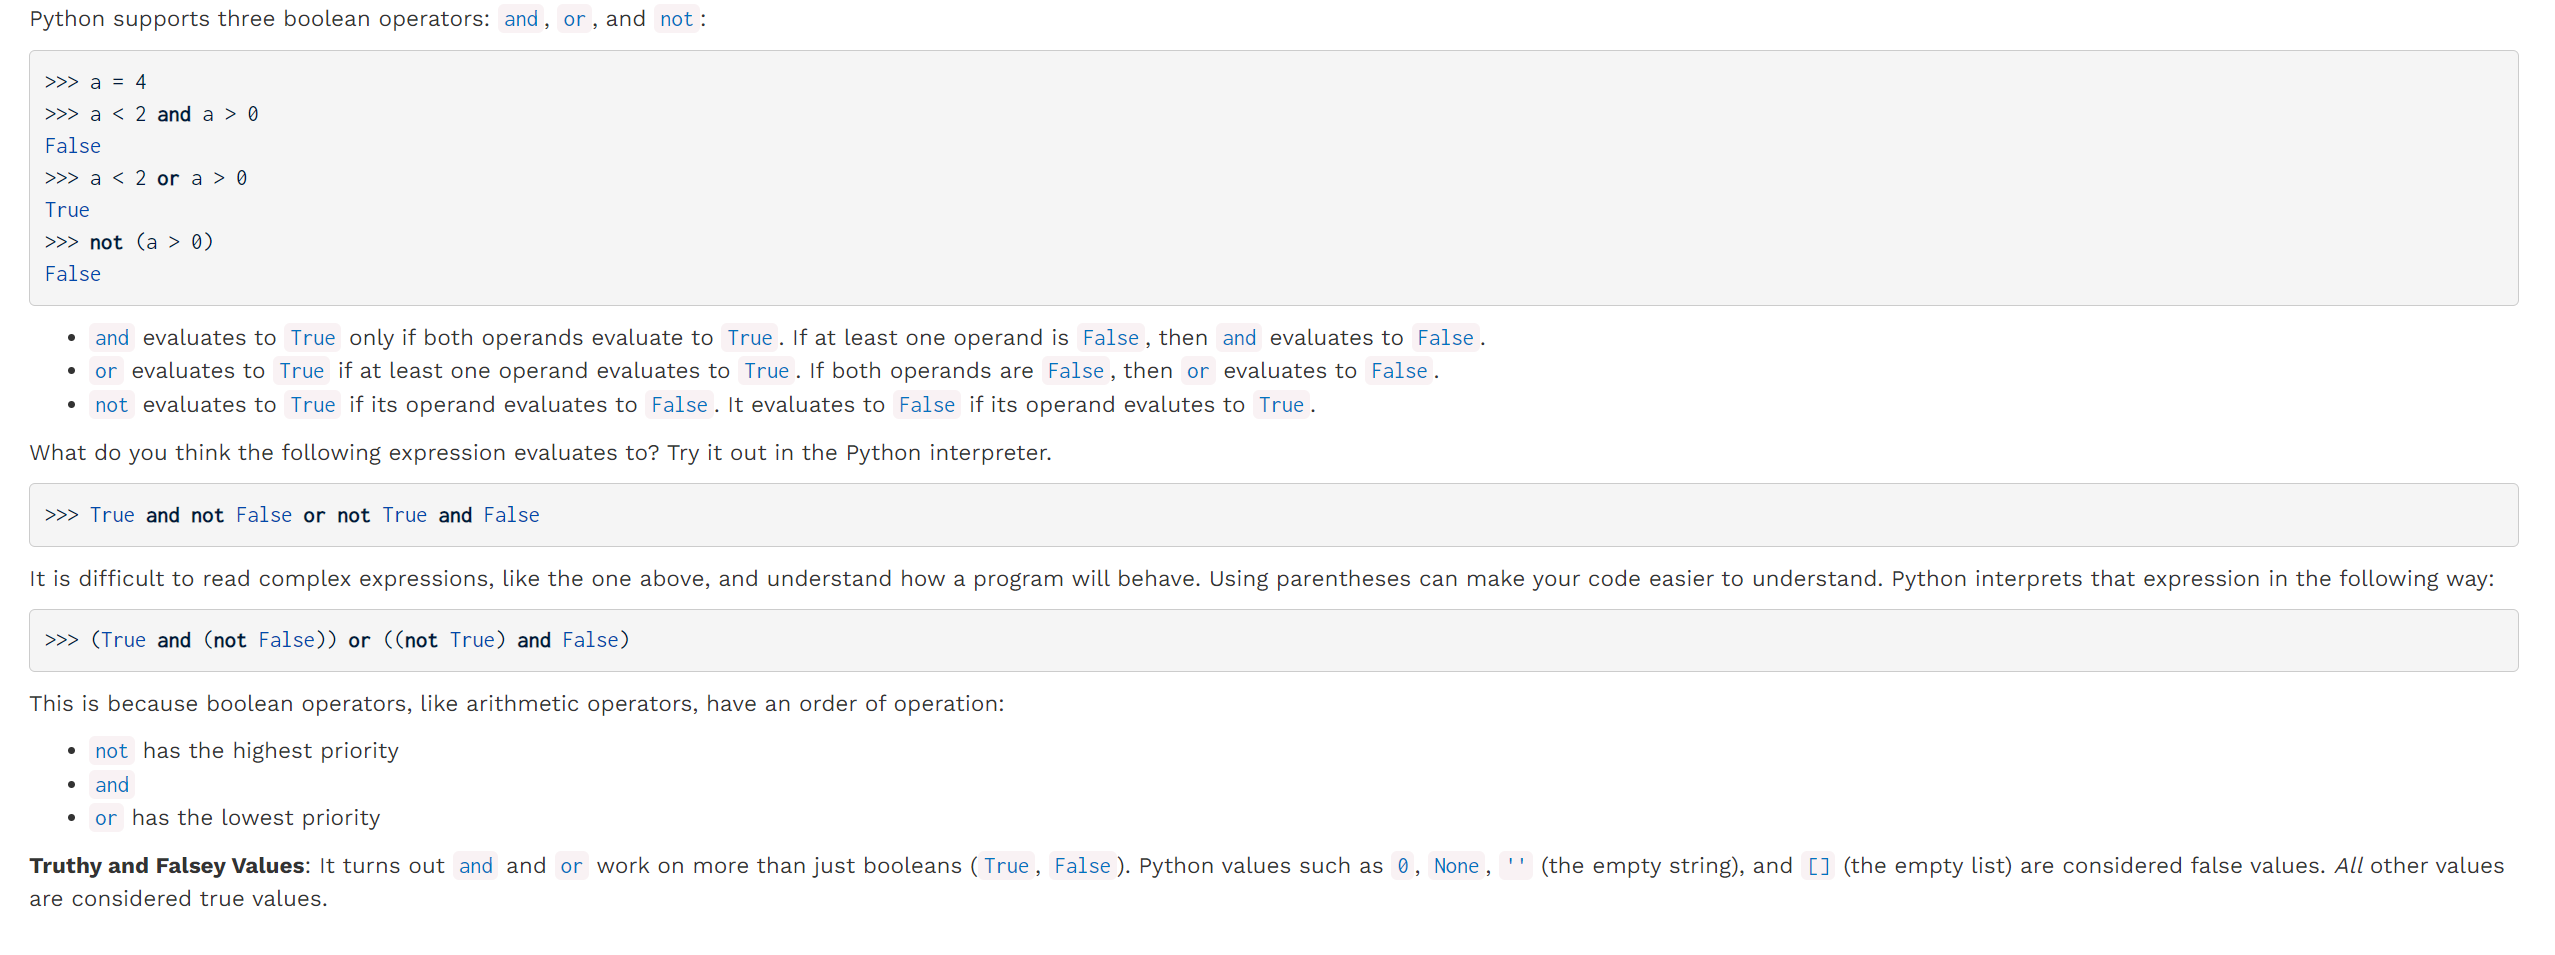 Python supports three boolean operators: and, or, and not:
>>> a = 4
>>> a < 2 and a > 0
False
>>> a < 2 or a > 0
True
>>> not (a > 0)
False
• and evaluates to True only if both operands evaluate to True. If at least one operand is False, then and evaluates to False.
• or evaluates to True if at least one operand evaluates to True. If both operands are False, then or evaluates to False.
• not evaluates to True if its operand evaluates to False. It evaluates to False if its operand evalutes to True.
What do you think the following expression evaluates to? Try it out in the Python interpreter.
>>> True and not False or not True and False
It is difficult to read complex expressions, like the one above, and understand how a program will behave. Using parentheses can make your code easier to understand. Python interprets that expression in the following way:
>>> (True and (not False)) or ((not True) and False)
This is because boolean operators, like arithmetic operators, have an order of operation:
• not has the highest priority
• and
• or has the lowest priority
Truthy and Falsey Values: It turns out and and or work on more than just booleans (True, False). Python values such as 0, None, '' (the empty string), and [] (the empty list) are considered false values. All other values
are considered true values.